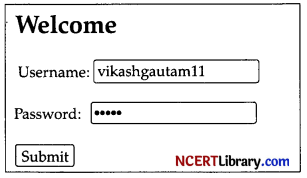 Welcome
Username: vikashgautam11
Password: •••••
Submit
NCERTLibrary.com